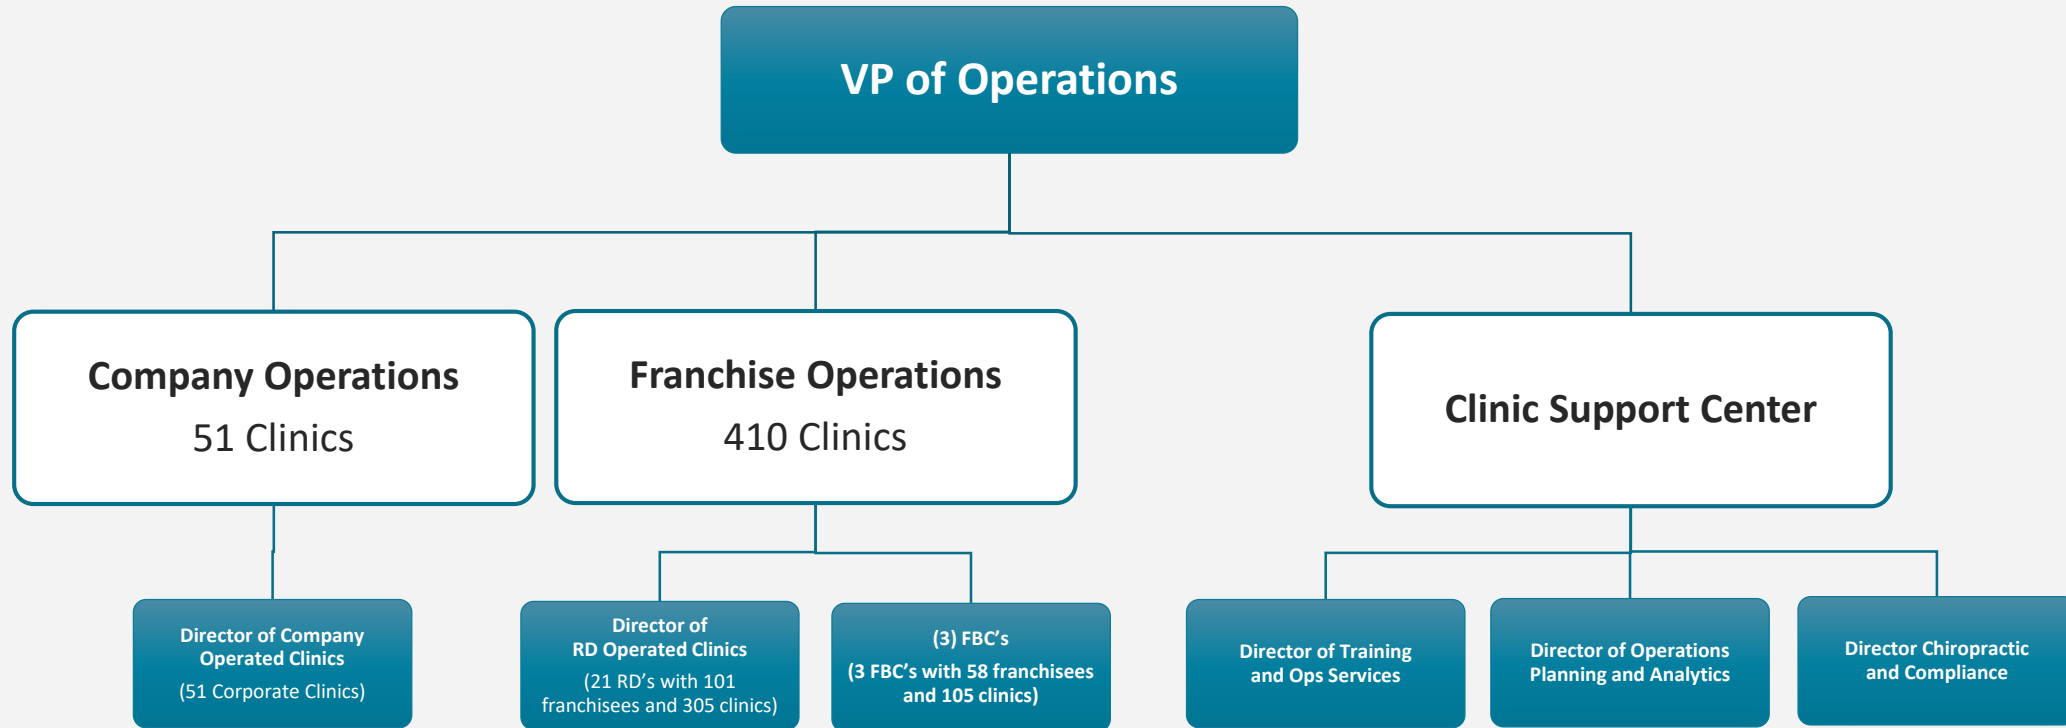 VP of Operations
Company Operations
51 Clinics
Franchise Operations
410 Clinics
Clinic Support Center
Director of Company
Operated Clinics
(51 Corporate Clinics)
Director of
RD Operated Clinics
(21 RD’s with 101
franchisees and 305 clinics)
(3) FBC’s
(3 FBC’s with 58 franchisees
and 105 clinics)
Director of Training
and Ops Services
Director of Operations
Planning and Analytics
Director Chiropractic
and Compliance